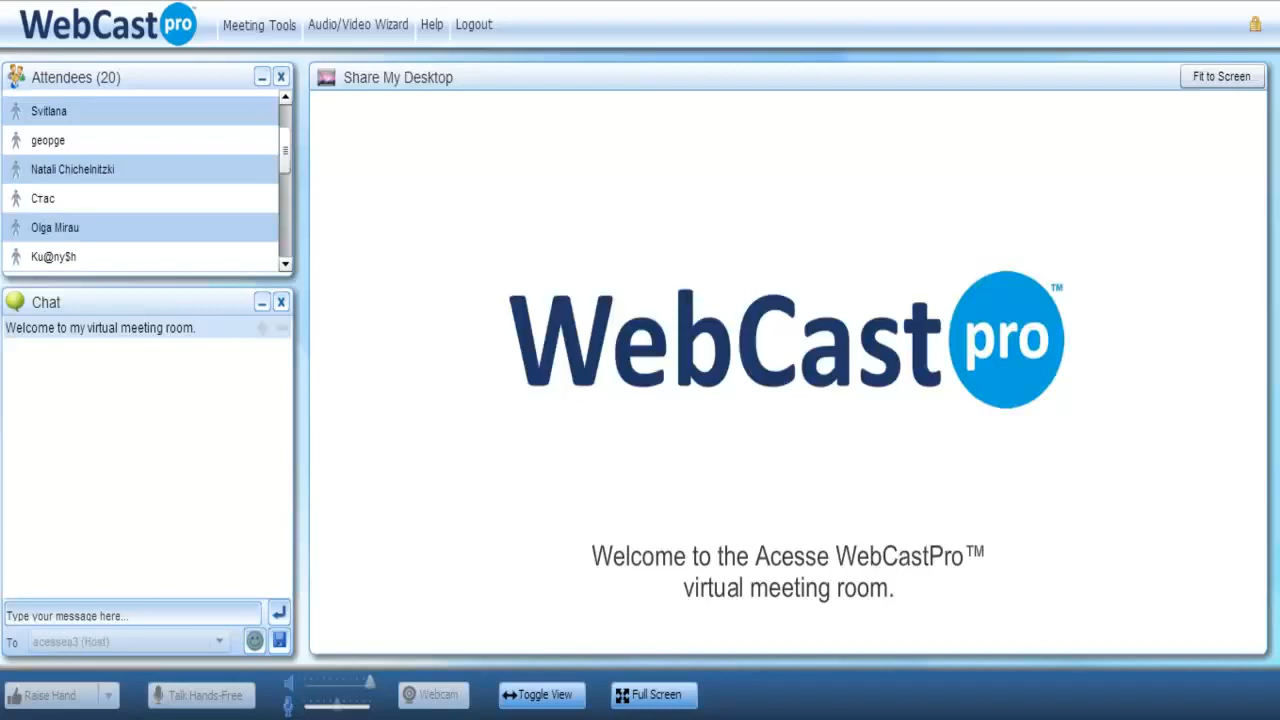 WebCast pro™
Meeting Tools Audio/Video Wizard Help Logout
Attendees (20)
Svitlana
geopge
Natali Chichelnitzki
Стас
Olga Mirau
Ku@ny$h
Chat
Welcome to my virtual meeting room.
Type your message here...
To acessea3 (Host)
Share My Desktop
Fit to Screen
WebCast pro™
Welcome to the Acesse WebCastPro™
virtual meeting room.
Raise Hand Talk Hands-Free Webcam Toggle View Full Screen